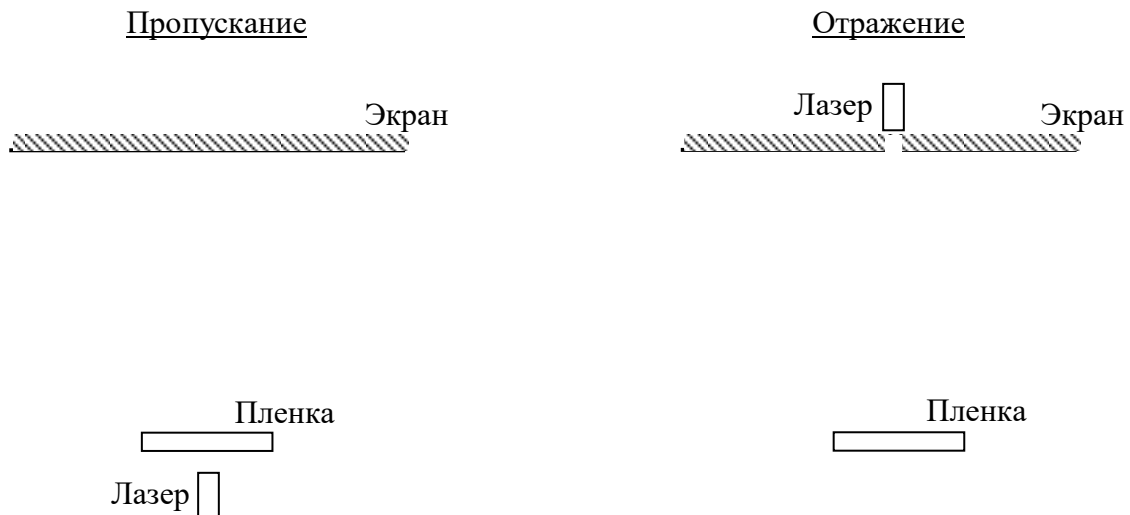 Пропускание
Отражение
Лазер
Экран
Экран
Пленка
Пленка
Лазер